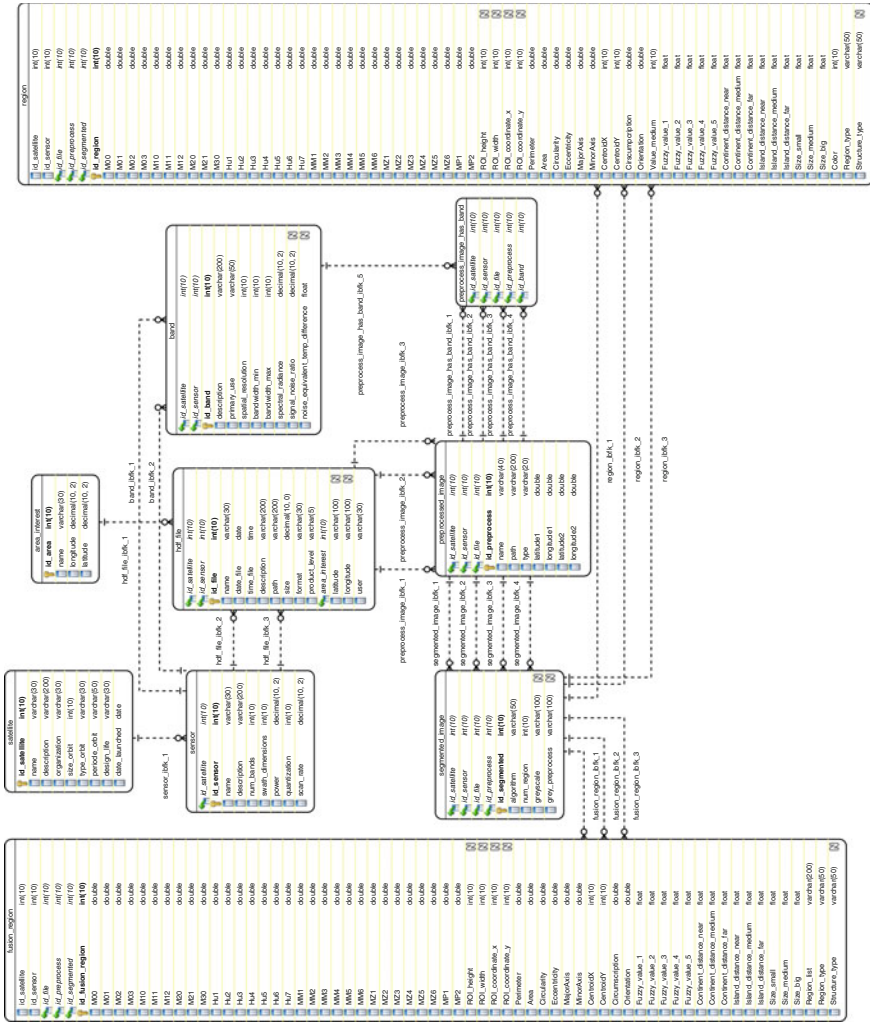 fusion_region
id_satellite int(10)
id_sensor int(10)
id_file int(10)
id_preprocess int(10)
id_segmented int(10)
id_fusion_region int(10)
M00 double
M01 double
M02 double
M03 double
M10 double
M11 double
M12 double
M20 double
M21 double
M30 double
Hu1 double
Hu2 double
Hu3 double
Hu4 double
Hu5 double
Hu6 double
Hu7 double
MM1 double
MM2 double
MM3 double
MM4 double
MM5 double
MM6 double
MZ1 double
MZ2 double
MZ3 double
MZ4 double
MZ5 double
MZ6 double
MP1 double
MP2 double
ROI_height int(10)
ROI_width int(10)
ROI_coordinate_x int(10)
ROI_coordinate_y int(10)
Perimeter double
Area double
Circularity double
Eccentricity double
MajorAxis double
MinorAxis double
CentroidX int(10)
CentroidY int(10)
Circumscription double
Orientation double
Fuzzy_value_1 float
Fuzzy_value_2 float
Fuzzy_value_3 float
Fuzzy_value_4 float
Fuzzy_value_5 float
Continent_distance_near float
Continent_distance_medium float
Continent_distance_far float
Island_distance_near float
Island_distance_medium float
Island_distance_far float
Size_small float
Size_medium float
Size_big float
Region_list varchar(200)
Region_type varchar(50)
Structure_type varchar(50)
satellite
id_satellite int(10)
name varchar(30)
description varchar(200)
organization varchar(30)
size_orbit int(10)
type_orbit varchar(30)
periode_orbit varchar(50)
design_life varchar(30)
date_launched date
sensor_ibfk_1
sensor
id_satellite int(10)
id_sensor int(10)
name varchar(30)
description varchar(200)
num_bands int(10)
swath_dimensions int(10)
power decimal(10, 2)
quantization int(10)
scan_rate decimal(10, 2)
segmented_image
id_satellite int(10)
id_sensor int(10)
id_file int(10)
id_preprocess int(10)
id_segmented int(10)
algorithm varchar(50)
num_region int(10)
greyscale varchar(100)
grey_preprocess varchar(100)
fusion_region_ibfk_1
fusion_region_ibfk_2
fusion_region_ibfk_3
area_interest
id_area int(10)
name varchar(30)
longitude decimal(10, 2)
latitude decimal(10, 2)
hdf_file_ibfk_1
band_ibfk_1
band_ibfk_2
hdf_file
id_satellite int(10)
id_sensor int(10)
id_file int(10)
name varchar(30)
date_file date
time_file time
description varchar(200)
path varchar(200)
size decimal(10, 0)
format varchar(30)
product_level varchar(5)
area_interest int(10)
latitude varchar(100)
longitude varchar(100)
user varchar(30)
hdf_file_ibfk_2
hdf_file_ibfk_3
preprocess_image_ibfk_1
preprocess_image_ibfk_2
preprocess_image_ibfk_3
segmented_image_ibfk_1
segmented_image_ibfk_2
segmented_image_ibfk_3
segmented_image_ibfk_4
preprocessed_image
id_satellite int(10)
id_sensor int(10)
id_file int(10)
id_preprocess int(10)
name varchar(40)
path varchar(200)
type varchar(20)
latitude1 double
longitude1 double
latitude2 double
longitude2 double
band
id_satellite int(10)
id_sensor int(10)
id_band int(10)
description varchar(200)
primary_use varchar(50)
spatial_resolution int(10)
bandwidth_min int(10)
bandwidth_max int(10)
spectral_radiance decimal(10, 2)
signal_noise_ratio decimal(10, 2)
noise_equivalent_temp_difference float
preprocess_image_has_band_ibfk_5
preprocess_image_has_band_ibfk_1
preprocess_image_has_band_ibfk_2
preprocess_image_has_band_ibfk_3
preprocess_image_has_band_ibfk_4
preprocess_image_has_band
id_satellite int(10)
id_sensor int(10)
id_file int(10)
id_preprocess int(10)
id_band int(10)
region_ibfk_1
region_ibfk_2
region_ibfk_3
region
id_satellite int(10)
id_sensor int(10)
id_file int(10)
id_preprocess int(10)
id_segmented int(10)
id_region int(10)
M00 double
M01 double
M02 double
M03 double
M10 double
M11 double
M12 double
M20 double
M21 double
M30 double
Hu1 double
Hu2 double
Hu3 double
Hu4 double
Hu5 double
Hu6 double
Hu7 double
MM1 double
MM2 double
MM3 double
MM4 double
MM5 double
MM6 double
MZ1 double
MZ2 double
MZ3 double
MZ4 double
MZ5 double
MZ6 double
MP1 double
MP2 double
ROI_height int(10)
ROI_width int(10)
ROI_coordinate_x int(10)
ROI_coordinate_y int(10)
Perimeter double
Area double
Circularity double
Eccentricity double
MajorAxis double
MinorAxis double
CentroidX int(10)
CentroidY int(10)
Circumscription double
Orientation double
Value_medium int(10)
Fuzzy_value_1 float
Fuzzy_value_2 float
Fuzzy_value_3 float
Fuzzy_value_4 float
Fuzzy_value_5 float
Continent_distance_near float
Continent_distance_medium float
Continent_distance_far float
Island_distance_near float
Island_distance_medium float
Island_distance_far float
Size_small float
Size_medium float
Size_big float
Color int(10)
Region_type varchar(50)
Structure_type varchar(50)